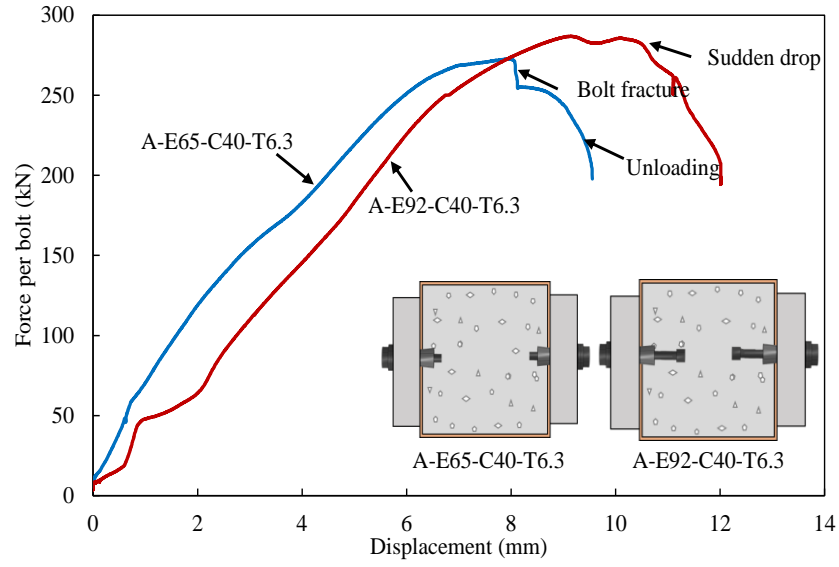 300
250
200
150
100
50
0
Force per bolt (kN)
Sudden drop
Bolt fracture
A-E65-C40-T6.3
Unloading
A-E92-C40-T6.3
A-E65-C40-T6.3
A-E92-C40-T6.3
0 2 4 6 8 10 12 14
Displacement (mm)